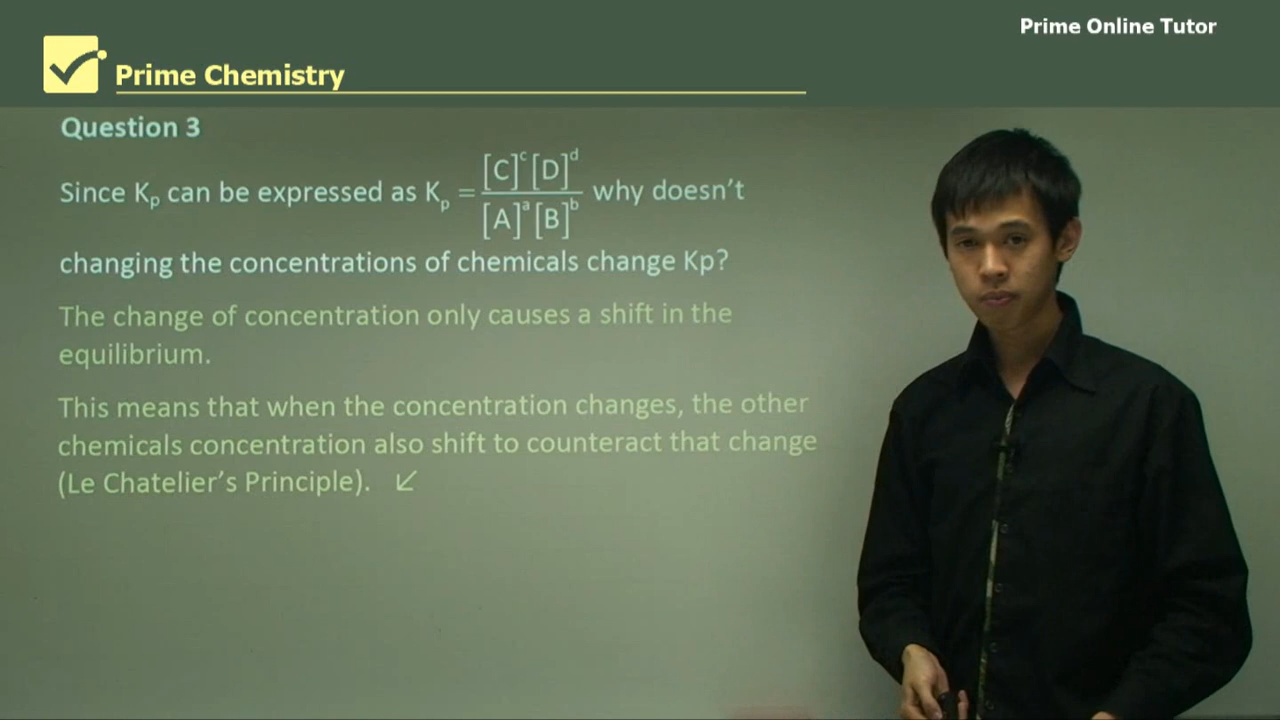 Prime Online Tutor
Prime Chemistry
Question 3
Since Kp can be expressed as Kp = [C]^c [D]^d / [A]^a [B]^b why doesn't
changing the concentrations of chemicals change Kp?
The change of concentration only causes a shift in the
equilibrium.
This means that when the concentration changes, the other
chemicals concentration also shift to counteract that change
(Le Chatelier's Principle). ↙